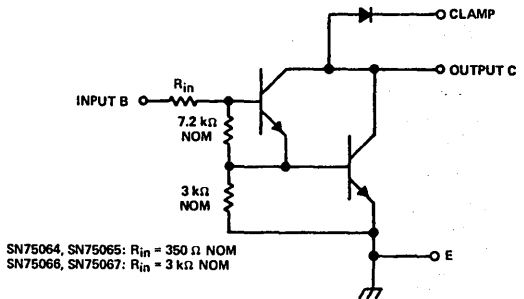 CLAMP
OUTPUT C
Rin
INPUT B
7.2 kΩ
NOM
3 kΩ
NOM
SN75064, SN75065: Rin = 350 Ω NOM
SN75066, SN75067: Rin = 3 kΩ NOM
E